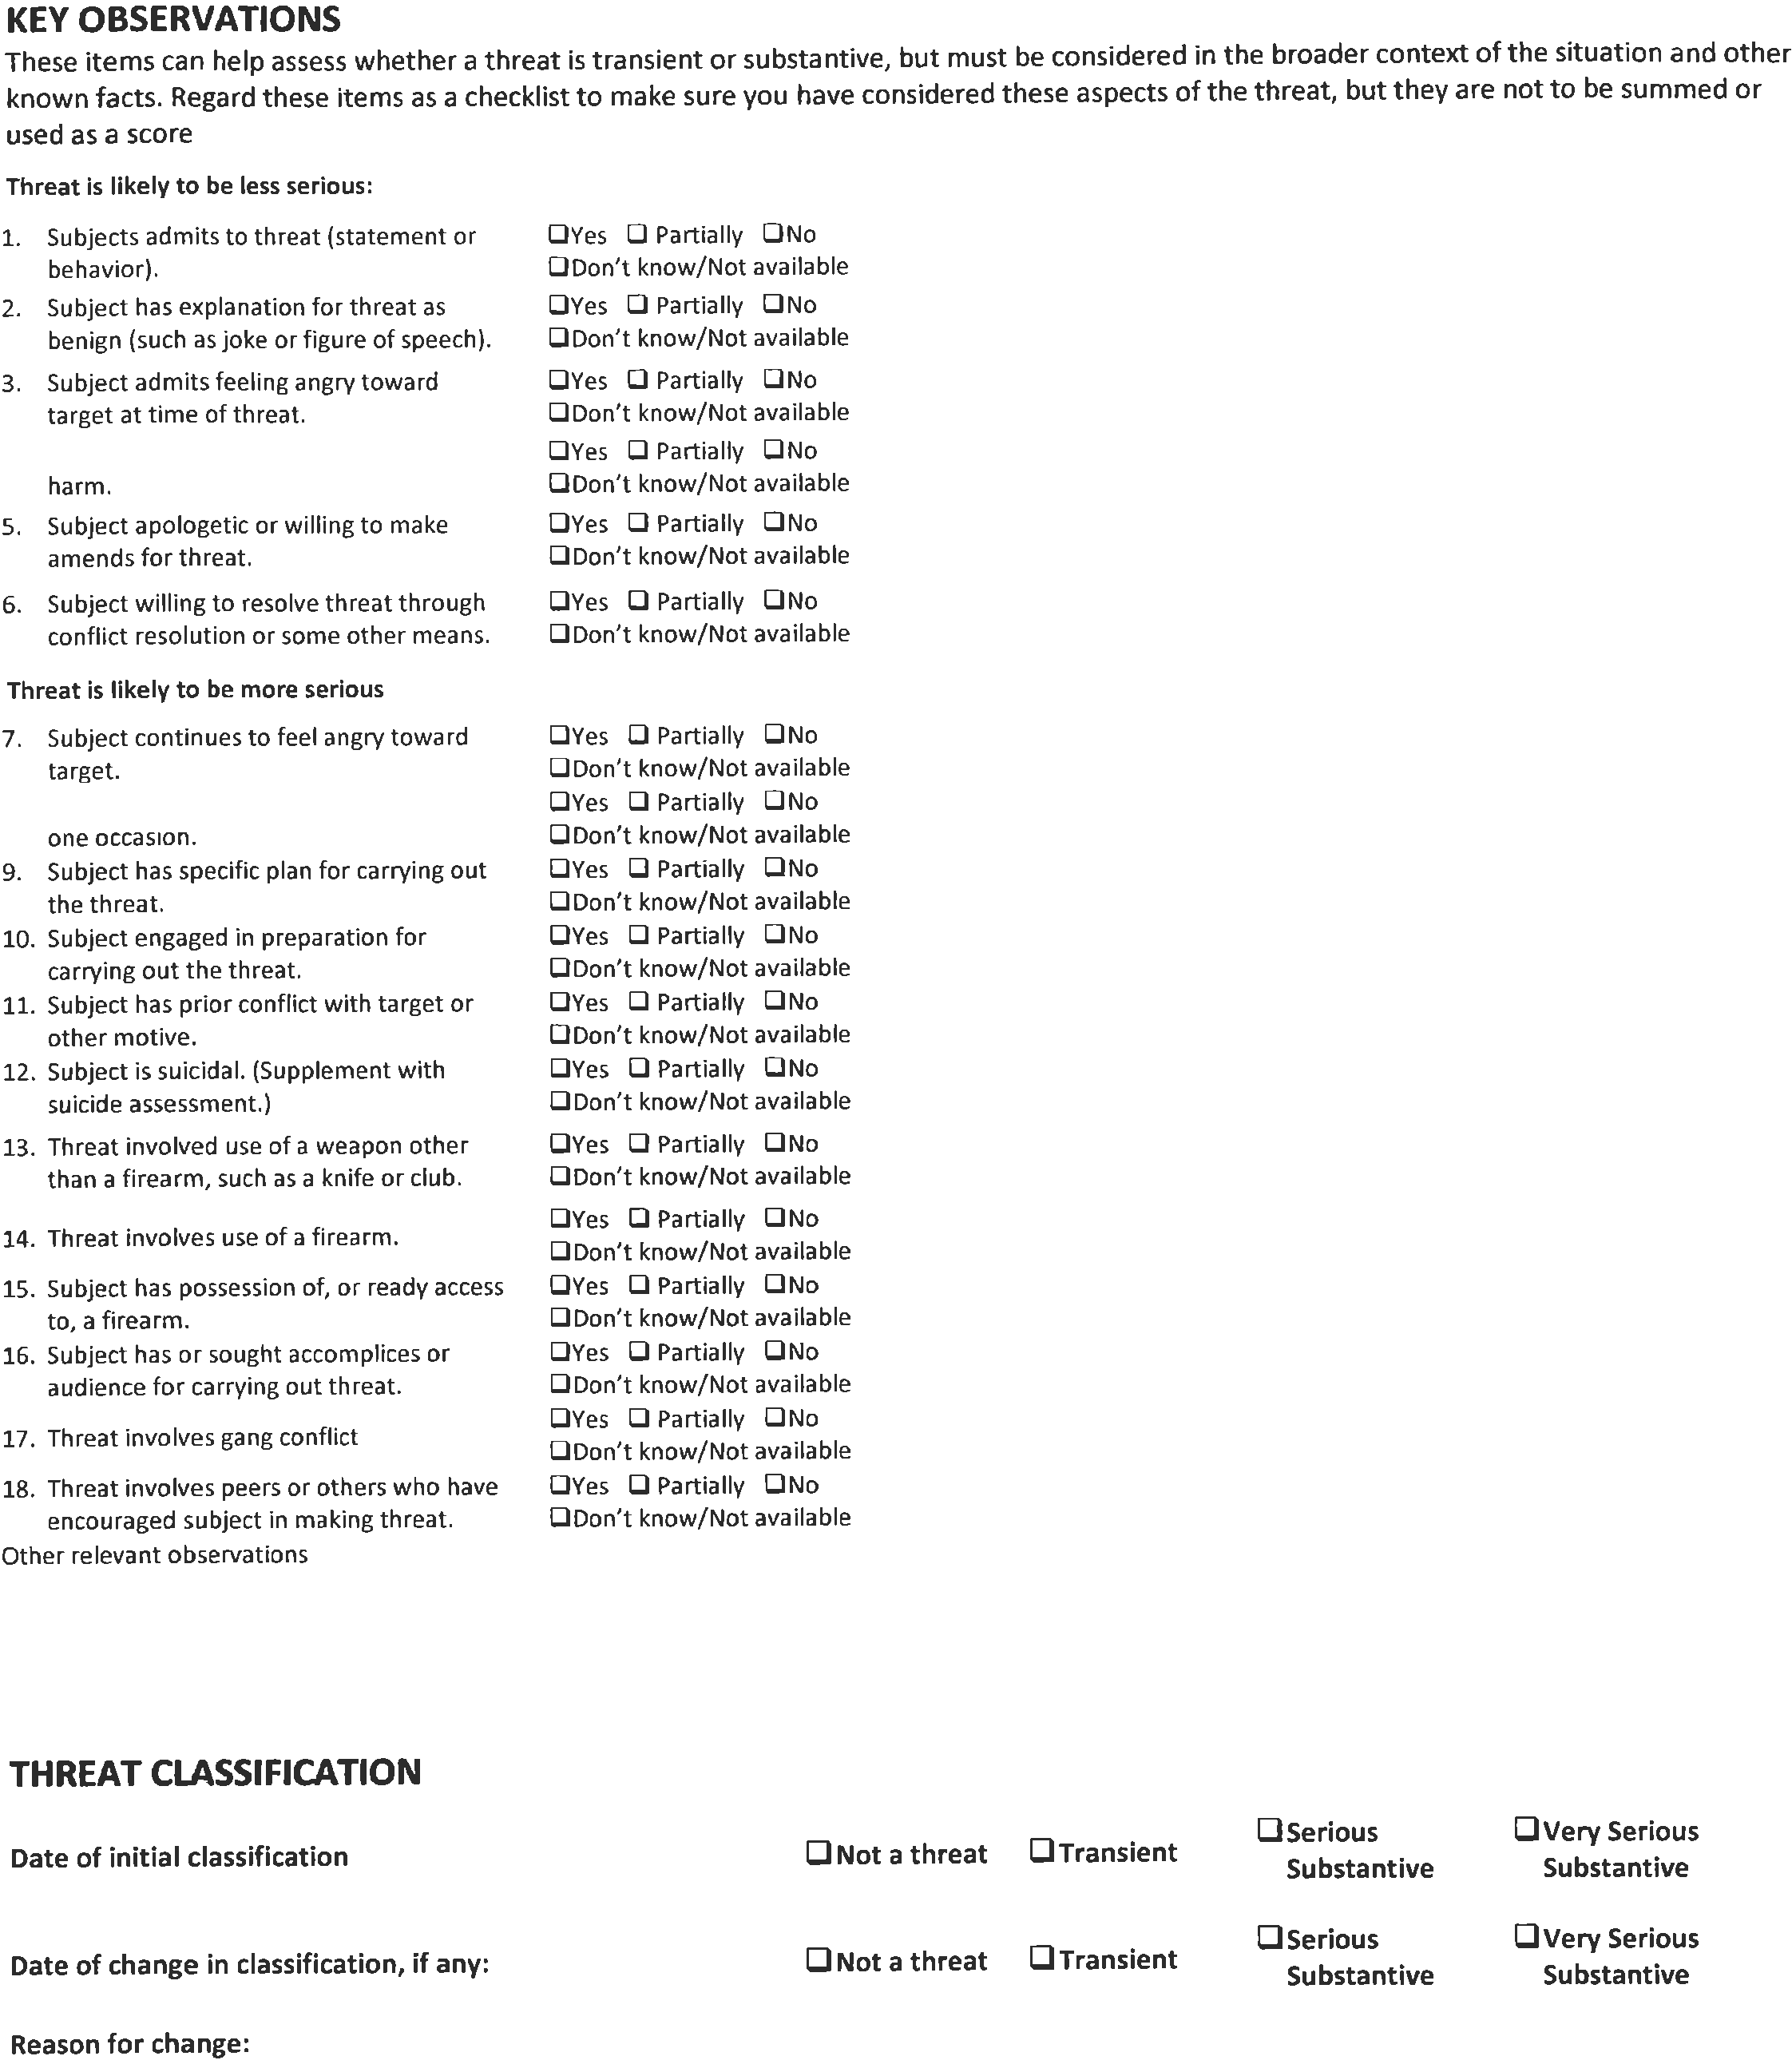 KEY OBSERVATIONS
These items can help assess whether a threat is transient or substantive, but must be considered in the broader context of the situation and other
known facts. Regard these items as a checklist to make sure you have considered these aspects of the threat, but they are not to be summed or
used as a score
Threat is likely to be less serious:
1. Subjects admits to threat (statement or ❑Yes ❑ Partially ❑No
behavior). ❑Don't know/Not available
2. Subject has explanation for threat as ❑Yes ❑ Partially ❑No
benign (such as joke or figure of speech). ❑Don't know/Not available
3. Subject admits feeling angry toward ❑Yes ❑ Partially ❑No
target at time of threat. ❑Don't know/Not available
❑Yes ❑ Partially ❑No
harm. ❑Don't know/Not available
5. Subject apologetic or willing to make ❑Yes ❑ Partially ❑No
amends for threat. ❑Don't know/Not available
6. Subject willing to resolve threat through ❑Yes ❑ Partially ❑No
conflict resolution or some other means. ❑Don't know/Not available
Threat is likely to be more serious
7. Subject continues to feel angry toward ❑Yes ❑ Partially ❑No
target. ❑Don't know/Not available
❑Yes ❑ Partially ❑No
one occasion. ❑Don't know/Not available
9. Subject has specific plan for carrying out ❑Yes ❑ Partially ❑No
the threat. ❑Don't know/Not available
10. Subject engaged in preparation for ❑Yes ❑ Partially ❑No
carrying out the threat. ❑Don't know/Not available
11. Subject has prior conflict with target or ❑Yes ❑ Partially ❑No
other motive. ❑Don't know/Not available
12. Subject is suicidal. (Supplement with ❑Yes ❑ Partially ❑No
suicide assessment.) ❑Don't know/Not available
13. Threat involved use of a weapon other ❑Yes ❑ Partially ❑No
than a firearm, such as a knife or club. ❑Don't know/Not available
❑Yes ❑ Partially ❑No
14. Threat involves use of a firearm. ❑Don't know/Not available
15. Subject has possession of, or ready access ❑Yes ❑ Partially ❑No
to, a firearm. ❑Don't know/Not available
16. Subject has or sought accomplices or ❑Yes ❑ Partially ❑No
audience for carrying out threat. ❑Don't know/Not available
❑Yes ❑ Partially ❑No
17. Threat involves gang conflict ❑Don't know/Not available
18. Threat involves peers or others who have ❑Yes ❑ Partially ❑No
encouraged subject in making threat. ❑Don't know/Not available
Other relevant observations
THREAT CLASSIFICATION
Date of initial classification ❑Not a threat ❑Transient ❑Serious ❑Very Serious
Substantive Substantive
Date of change in classification, if any: ❑Not a threat ❑Transient ❑Serious ❑Very Serious
Substantive Substantive
Reason for change: